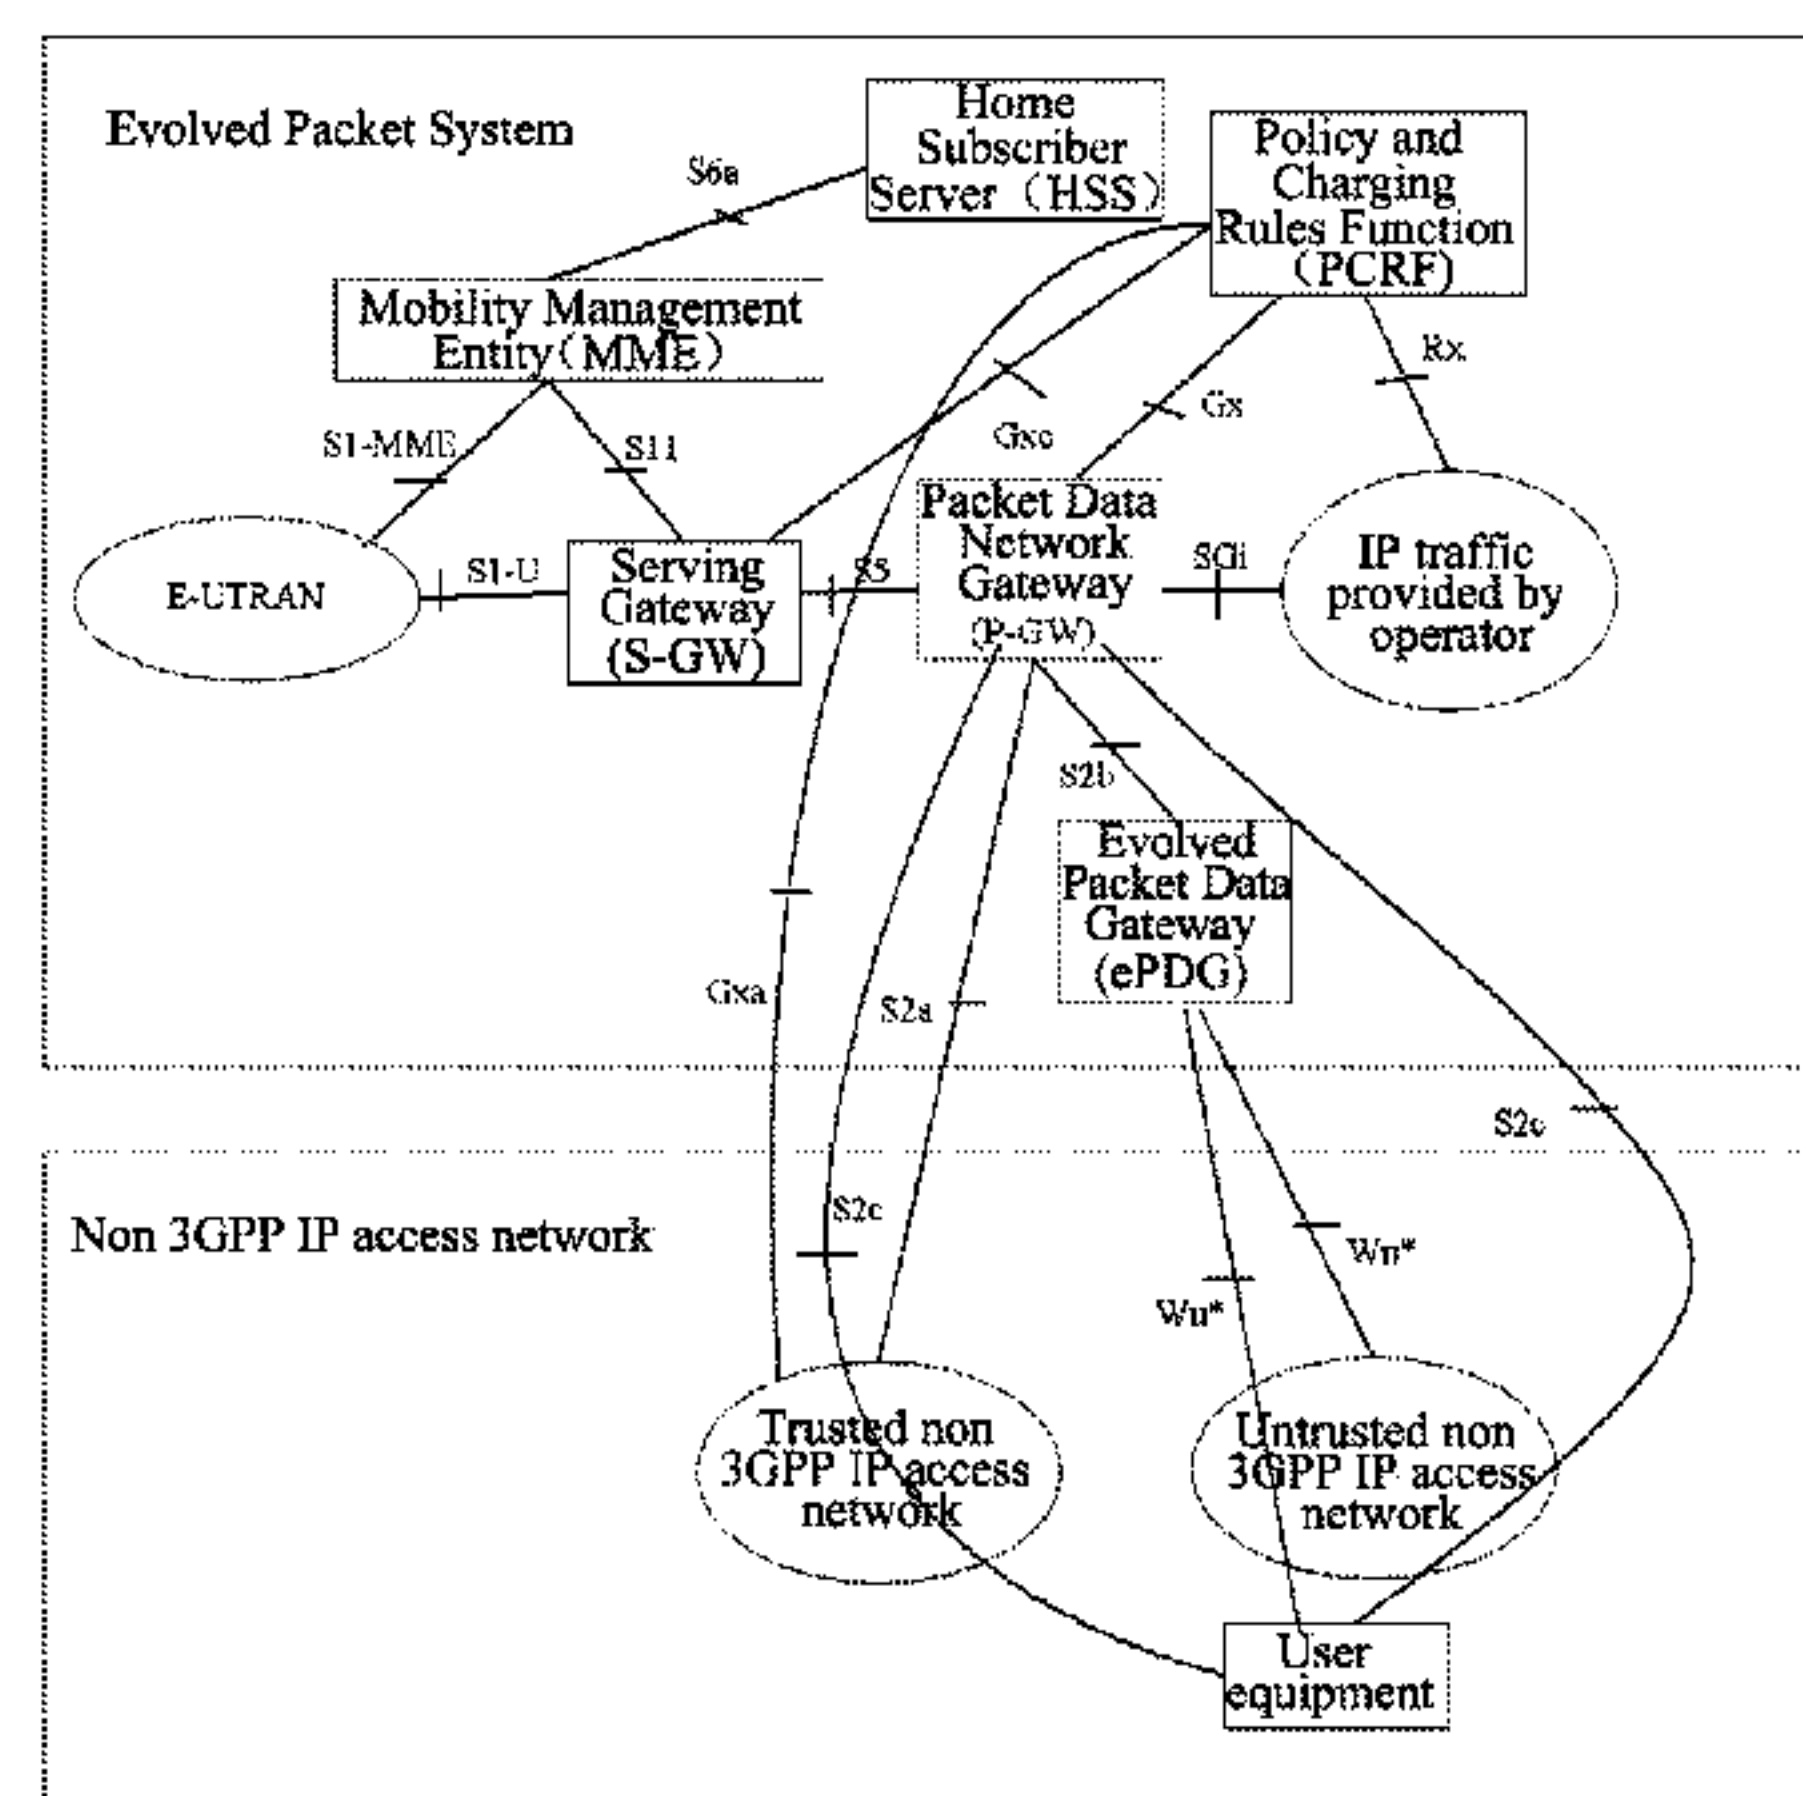 Evolved Packet System
Home
Subscriber
Server（HSS）
Policy and
Charging
Rules Function
（PCRF）
S6a
Mobility Management
Entity（MME）
Rx
Gx
Gxc
S1-MME
S11
Packet Data
Network
Gateway
(P-GW)
E-UTRAN
S1-U
Serving
Gateway
(S-GW)
S5
SGi
IP traffic
provided by
operator
S2b
Evolved
Packet Data
Gateway
(ePDG)
Gxa
S2a
S2c
Non 3GPP IP access network
S2c
Wu*
Wu*
Trusted non
3GPP IP access
network
Untrusted non
3GPP IP access
network
User
equipment